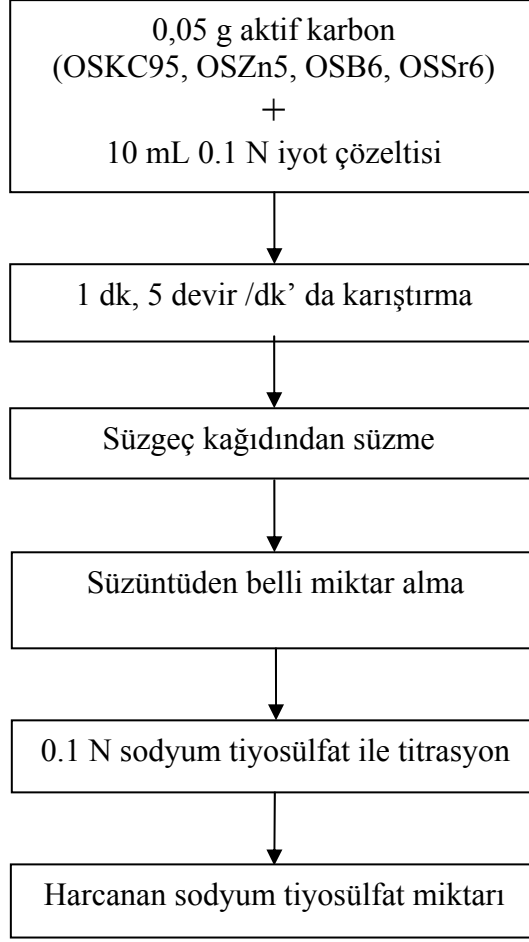 0,05 g aktif karbon
(OSKC95, OSZn5, OSB6, OSSr6)
+
10 mL 0.1 N iyot çözeltisi
1 dk, 5 devir /dk’ da karıştırma
Süzgeç kağıdından süzme
Süzüntüden belli miktar alma
0.1 N sodyum tiyosülfat ile titrasyon
Harcanan sodyum tiyosülfat miktarı